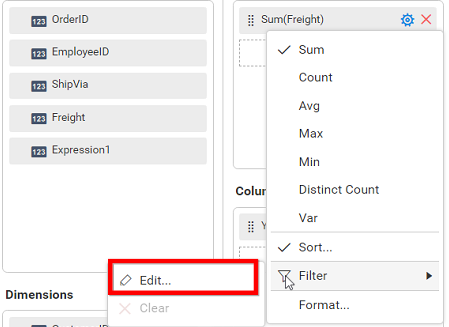 123 OrderID
123 EmployeeID
123 ShipVia
123 Freight
123 Expression1
Dimensions
Sum(Freight)
Sum
Count
Avg
Max
Min
Distinct Count
Var
Sort...
Filter
Format...
Colu
Edit...
Clear